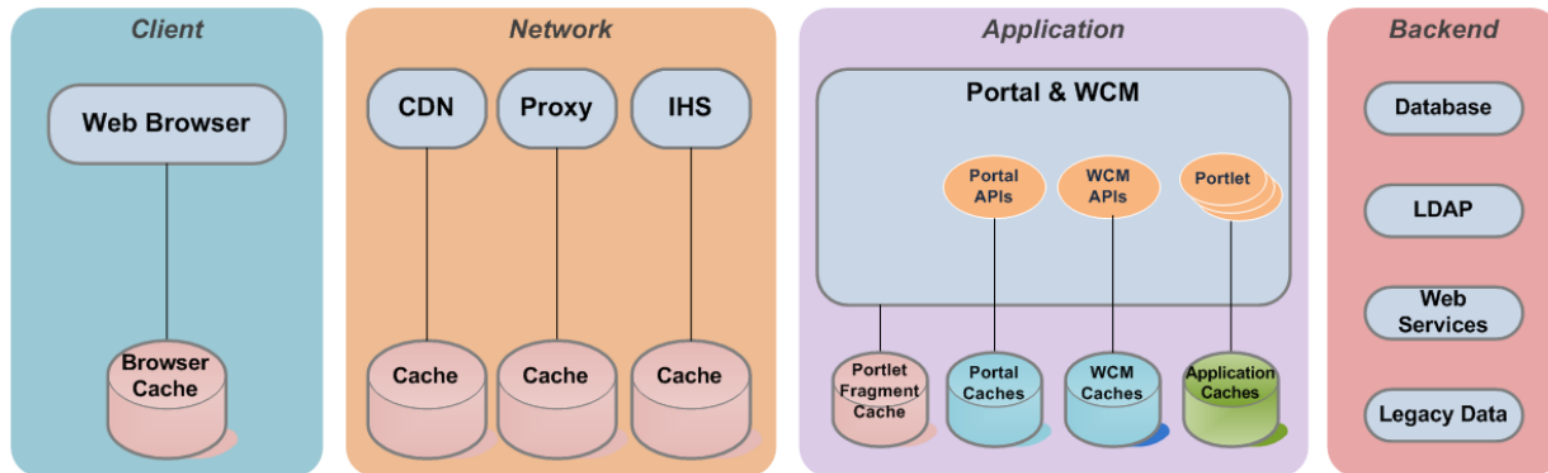 Client
Web Browser
Browser
Cache
Network
CDN
Proxy
IHS
Cache
Cache
Cache
Application
Portal & WCM
Portal
APIs
WCM
APIs
Portlet
Portlet
Fragment
Cache
Portal
Caches
WCM
Caches
Application
Caches
Backend
Database
LDAP
Web
Services
Legacy Data